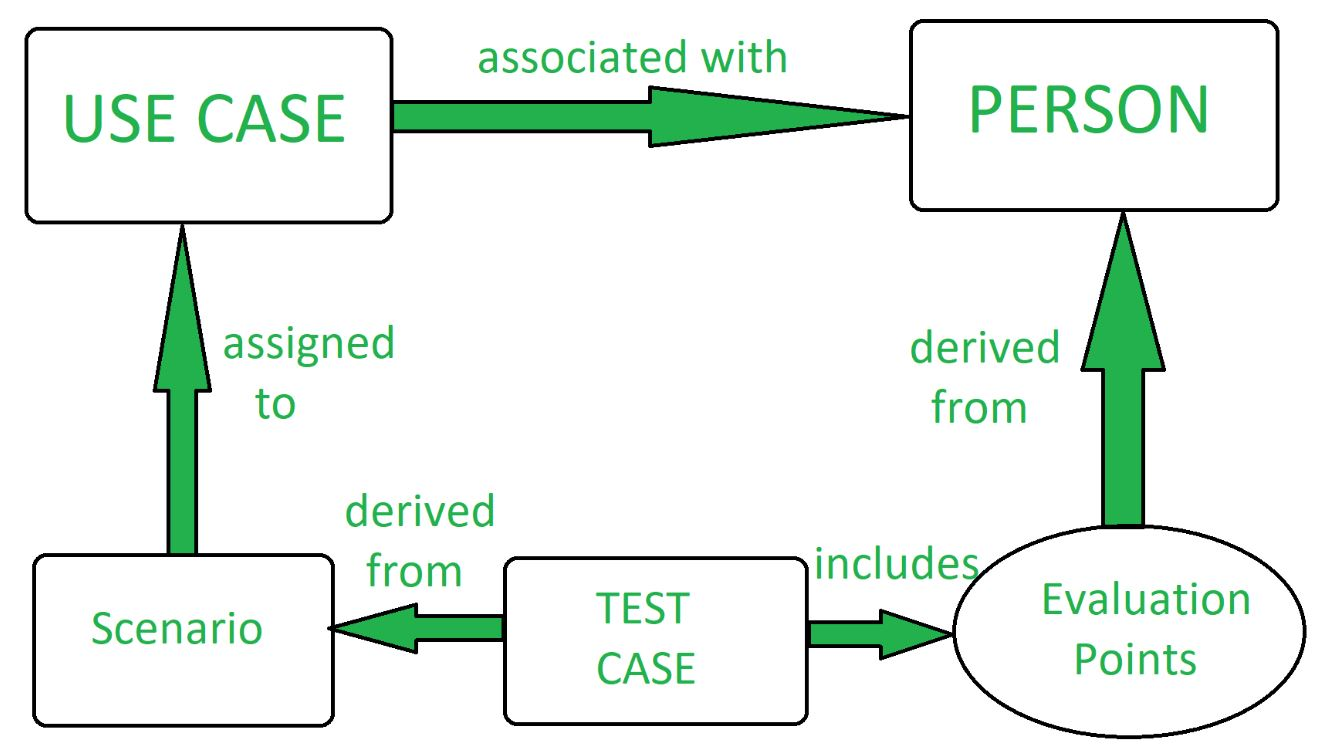 associated with
USE CASE
PERSON
assigned
to
derived
from
derived
from
includes
Scenario
TEST
CASE
Evaluation
Points